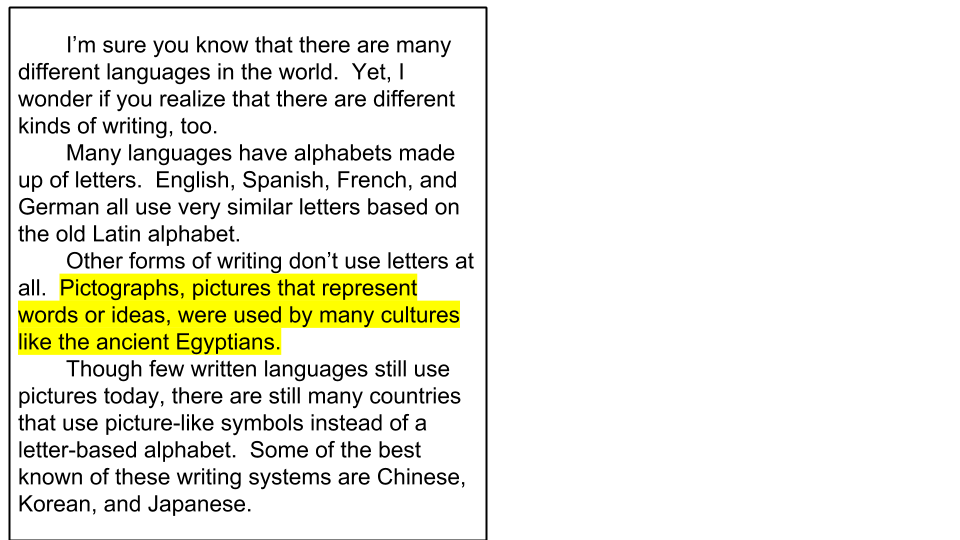 I’m sure you know that there are many
different languages in the world.  Yet, I
wonder if you realize that there are different
kinds of writing, too.
Many languages have alphabets made
up of letters.  English, Spanish, French, and
German all use very similar letters based on
the old Latin alphabet.
Other forms of writing don’t use letters at
all.  Pictographs, pictures that represent
words or ideas, were used by many cultures
like the ancient Egyptians.
Though few written languages still use
pictures today, there are still many countries
that use picture-like symbols instead of a
letter-based alphabet.  Some of the best
known of these writing systems are Chinese,
Korean, and Japanese.